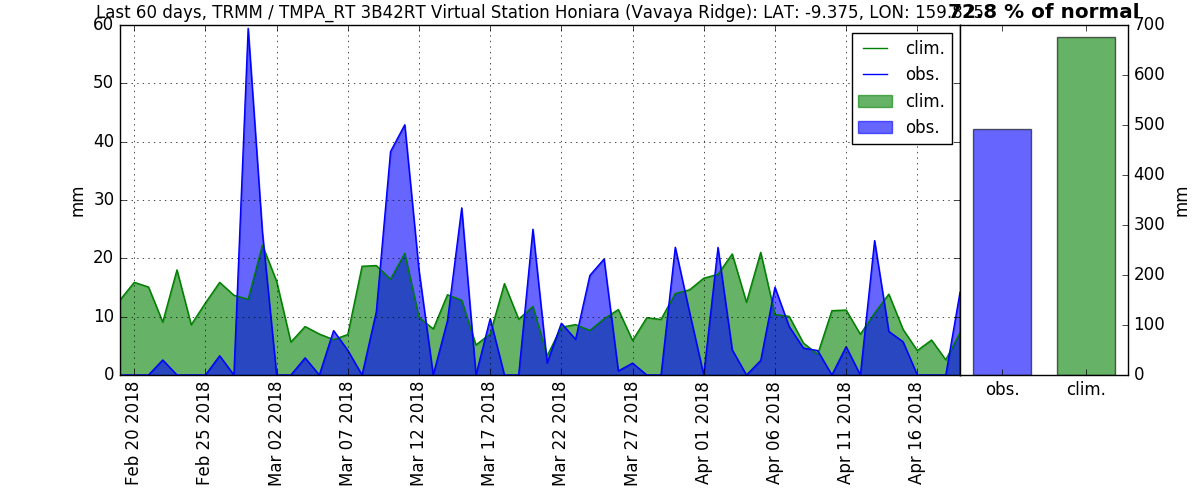 Last 60 days, TRMM / TMPA_RT 3B42RT Virtual Station Honiara (Vavaya Ridge): LAT: -9.375, LON:
72.8 % of normal
60
50
40
30
20
10
0
mm
clim.
obs.
clim.
obs.
700
600
500
400
300
200
100
0
mm
Feb 20 2018
Feb 25 2018
Mar 02 2018
Mar 07 2018
Mar 12 2018
Mar 17 2018
Mar 22 2018
Mar 27 2018
Apr 01 2018
Apr 06 2018
Apr 11 2018
Apr 16 2018
obs.
clim.